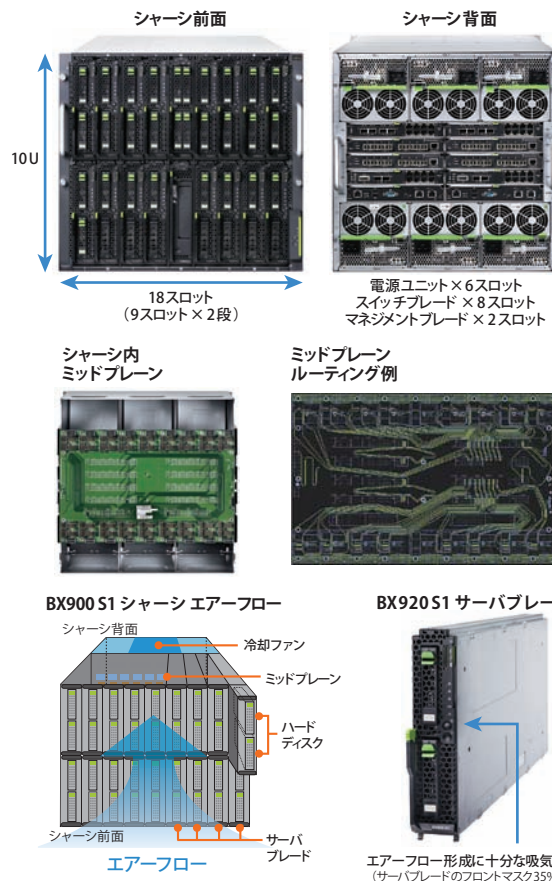 シャーシ前面
シャーシ背面
10U
18スロット
(9スロット×2段)
電源ユニット×6スロット
スイッチブレード×8スロット
マネジメントブレード×2スロット
シャーシ内
ミッドプレーン
ミッドプレーン
ルーティング例
BX900 S1 シャーシ エアーフロー
シャーシ背面
冷却ファン
ミッドプレーン
ハード
ディスク
シャーシ前面
サーバ
ブレード
エアーフロー
BX920 S1 サーバブレー
エアーフロー形成に十分な吸気
(サーバブレードのフロントマスク35%